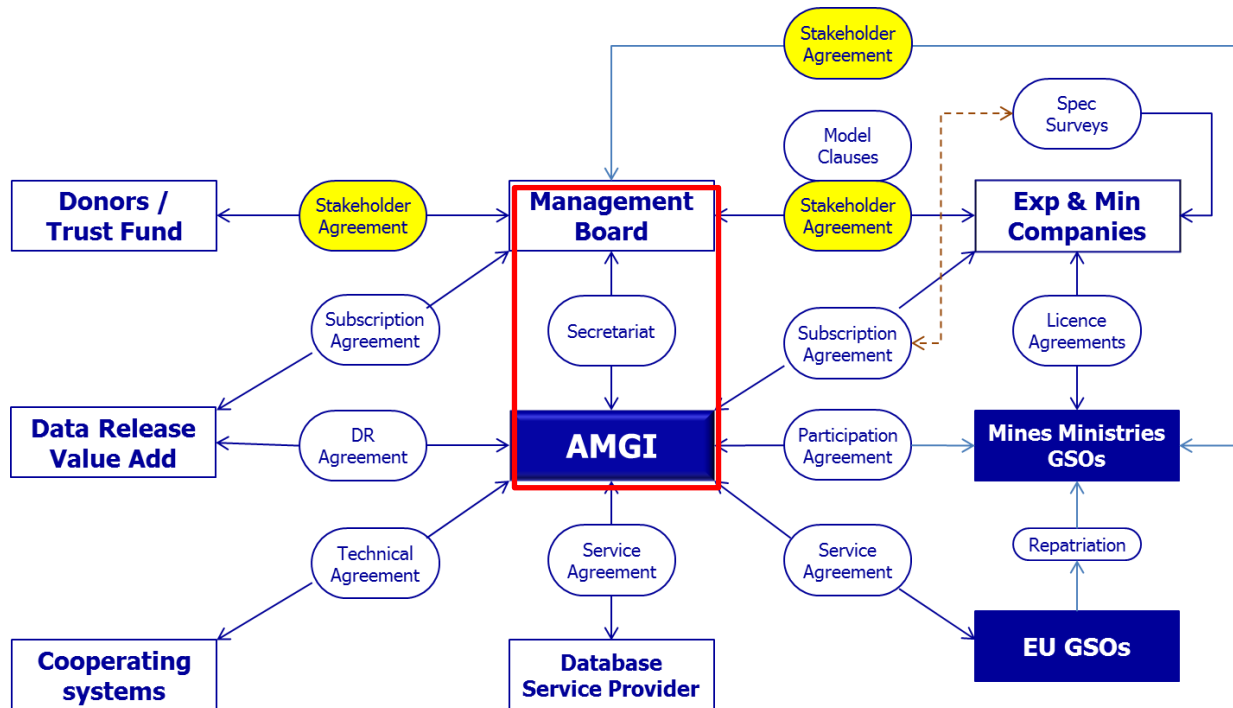 Stakeholder
Agreement
Spec
Surveys
Model
Clauses
Donors /
Trust Fund
Stakeholder
Agreement
Management
Board
Stakeholder
Agreement
Exp & Min
Companies
Subscription
Agreement
Secretariat
Subscription
Agreement
Licence
Agreements
Data Release
Value Add
DR
Agreement
AMGI
Participation
Agreement
Mines Ministries
GSOs
Technical
Agreement
Service
Agreement
Service
Agreement
Repatriation
Cooperating
systems
Database
Service Provider
EU GSOs